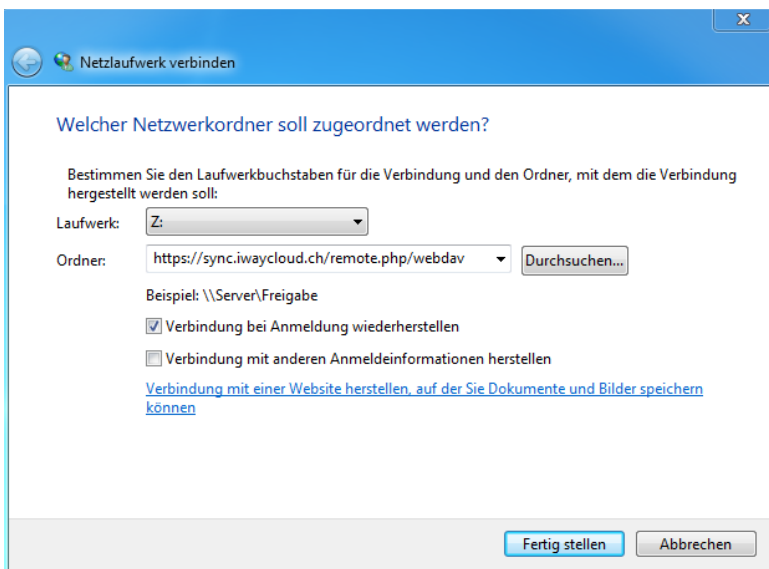 Netzlaufwerk verbinden
Welcher Netzwerkordner soll zugeordnet werden?
Bestimmen Sie den Laufwerkbuchstaben für die Verbindung und den Ordner, mit dem die Verbindung
hergestellt werden soll:
Laufwerk: Z:
Ordner: https://sync.iwaycloud.ch/remote.php/webdav Durchsuchen...
Beispiel: \\Server\Freigabe
Verbindung bei Anmeldung wiederherstellen
Verbindung mit anderen Anmeldeinformationen herstellen
Verbindung mit einer Website herstellen, auf der Sie Dokumente und Bilder speichern
können
Fertig stellen Abbrechen